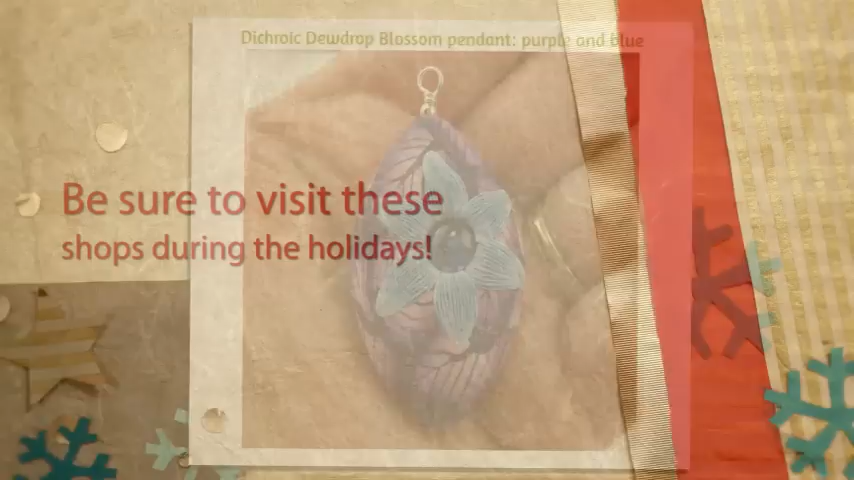 Dichroic Dewdrop Blossom pendant: purple and blue
Be sure to visit these
shops during the holidays!